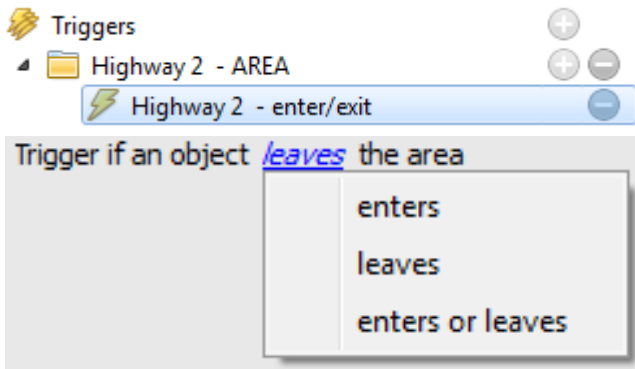 Triggers
Highway 2 - AREA
Highway 2 - enter/exit
Trigger if an object leaves the area
enters
leaves
enters or leaves